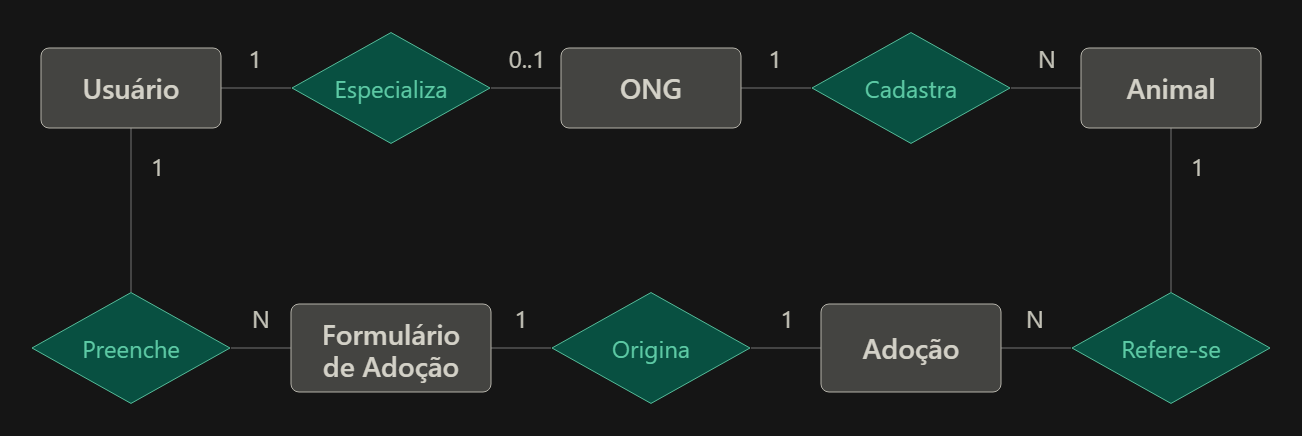 1
0..1
1
N
Usuário
Especializa
ONG
Cadastra
Animal
1
1
N
1
1
N
Preenche
Formulário
de Adoção
Origina
Adoção
Refere-se